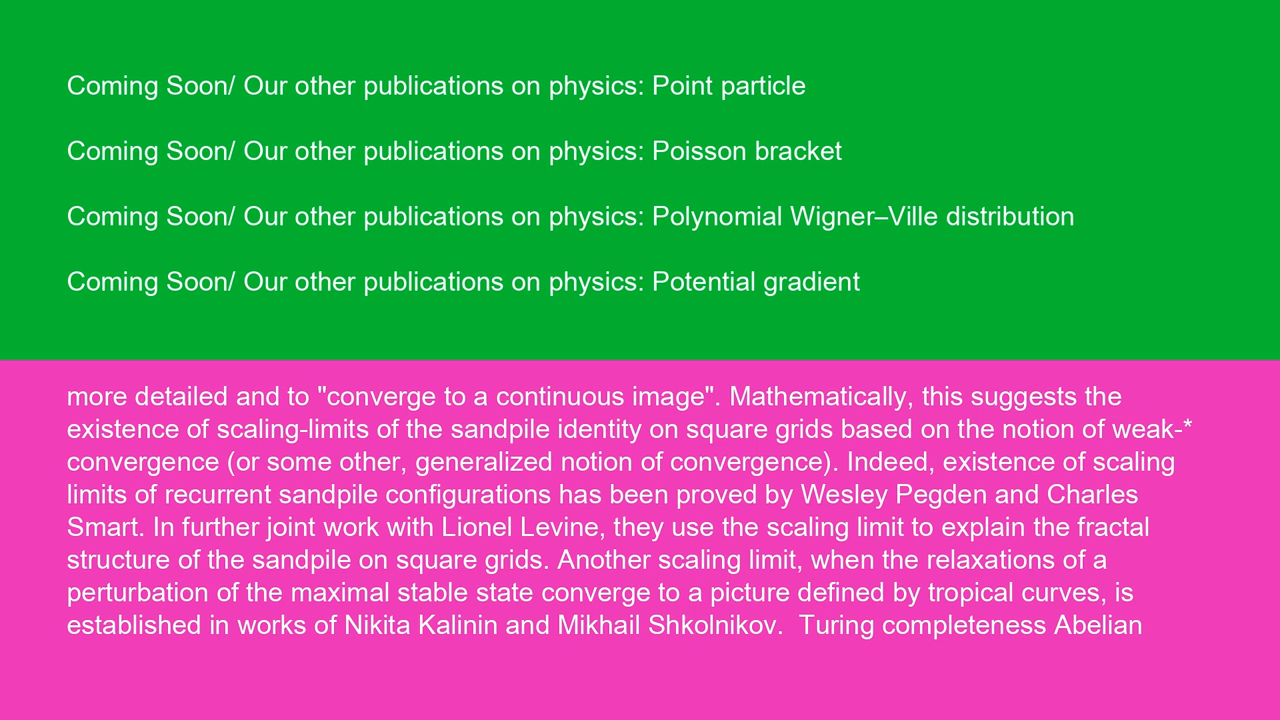 Coming Soon/ Our other publications on physics: Point particle
Coming Soon/ Our other publications on physics: Poisson bracket
Coming Soon/ Our other publications on physics: Polynomial Wigner–Ville distribution
Coming Soon/ Our other publications on physics: Potential gradient
more detailed and to "converge to a continuous image". Mathematically, this suggests the
existence of scaling-limits of the sandpile identity on square grids based on the notion of weak-*
convergence (or some other, generalized notion of convergence). Indeed, existence of scaling
limits of recurrent sandpile configurations has been proved by Wesley Pegden and Charles
Smart. In further joint work with Lionel Levine, they use the scaling limit to explain the fractal
structure of the sandpile on square grids. Another scaling limit, when the relaxations of a
perturbation of the maximal stable state converge to a picture defined by tropical curves, is
established in works of Nikita Kalinin and Mikhail Shkolnikov.  Turing completeness Abelian